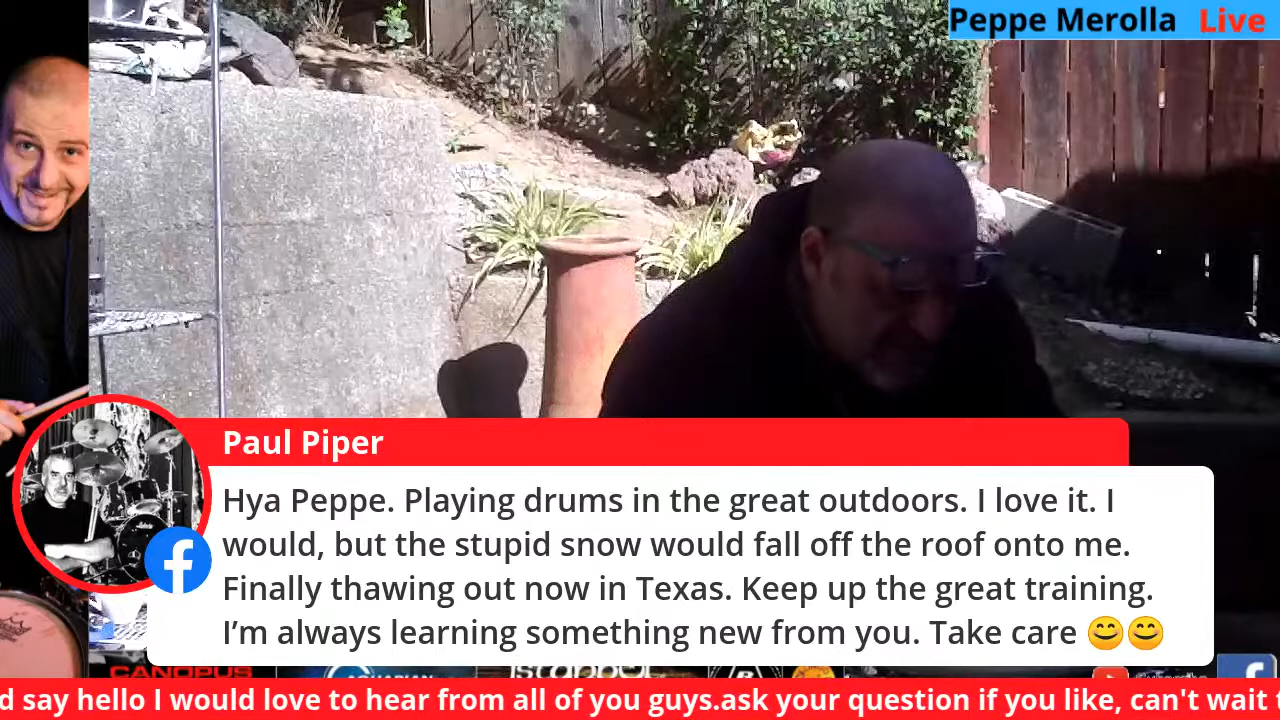 Peppe Merolla Live
Paul Piper
Hya Peppe. Playing drums in the great outdoors. I love it. I
would, but the stupid snow would fall off the roof onto me.
Finally thawing out now in Texas. Keep up the great training.
I’m always learning something new from you. Take care 😊😊
CANOPUS
AQUARIAN
say hello I would love to hear from all of you guys.ask your question if you like, can't wait